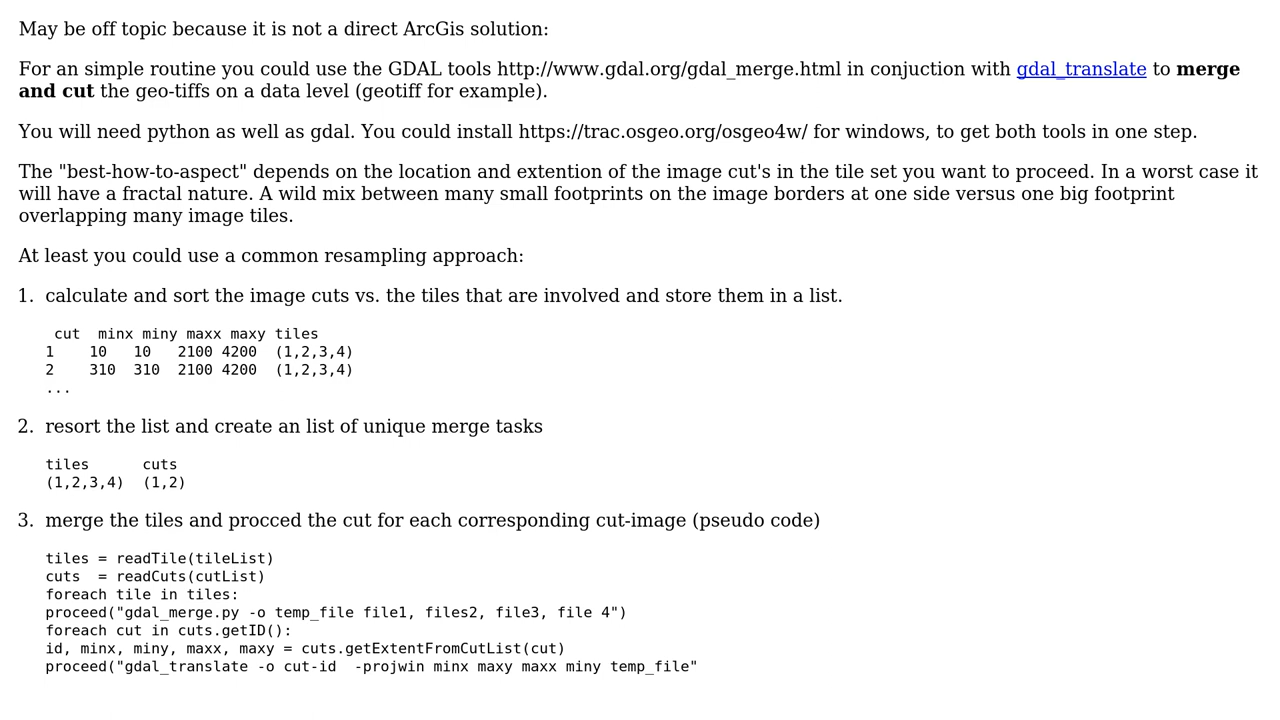 May be off topic because it is not a direct ArcGis solution:
For an simple routine you could use the GDAL tools http://www.gdal.org/gdal_merge.html in conjuction with gdal_translate to merge
and cut the geo-tiffs on a data level (geotiff for example).
You will need python as well as gdal. You could install https://trac.osgeo.org/osgeo4w/ for windows, to get both tools in one step.
The "best-how-to-aspect" depends on the location and extention of the image cut's in the tile set you want to proceed. In a worst case it
will have a fractal nature. A wild mix between many small footprints on the image borders at one side versus one big footprint
overlapping many image tiles.
At least you could use a common resampling approach:
1. calculate and sort the image cuts vs. the tiles that are involved and store them in a list.
 cut  minx miny maxx maxy tiles
1    10   10   2100 4200  (1,2,3,4)
2    310  310  2100 4200  (1,2,3,4)
...
2. resort the list and create an list of unique merge tasks
tiles      cuts
(1,2,3,4)  (1,2)
3. merge the tiles and procced the cut for each corresponding cut-image (pseudo code)
tiles = readTile(tileList)
cuts  = readCuts(cutList)
foreach tile in tiles:
proceed("gdal_merge.py -o temp_file file1, files2, file3, file 4")
foreach cut in cuts.getID():
id, minx, miny, maxx, maxy = cuts.getExtentFromCutList(cut)
proceed("gdal_translate -o cut-id  -projwin minx maxy maxx miny temp_file"